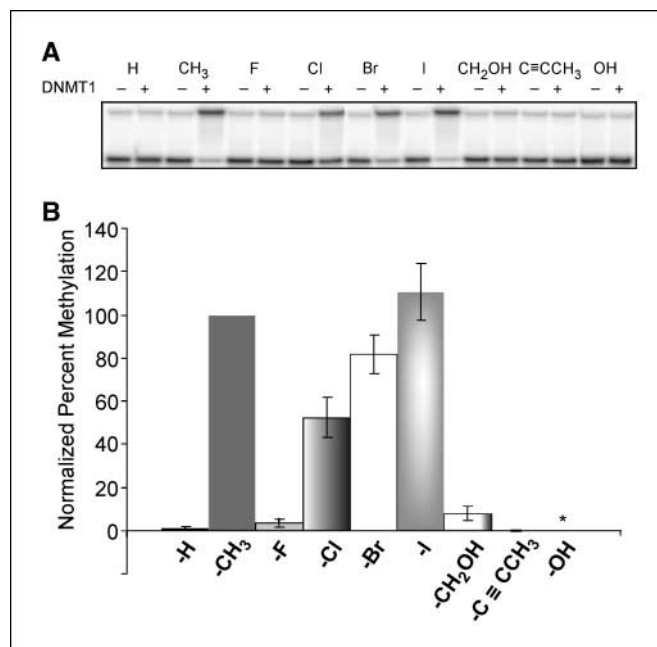 A
H CH₃ F Cl Br I CH₂OH C≡CCH₃ OH
DNMT1 – + – + – + – + – + – + – + – + – +
B
Normalized Percent Methylation
140
120
100
80
60
40
20
0
*
-H -CH₃ -F -Cl -Br -I -CH₂OH -C ≡ CCH₃ -OH